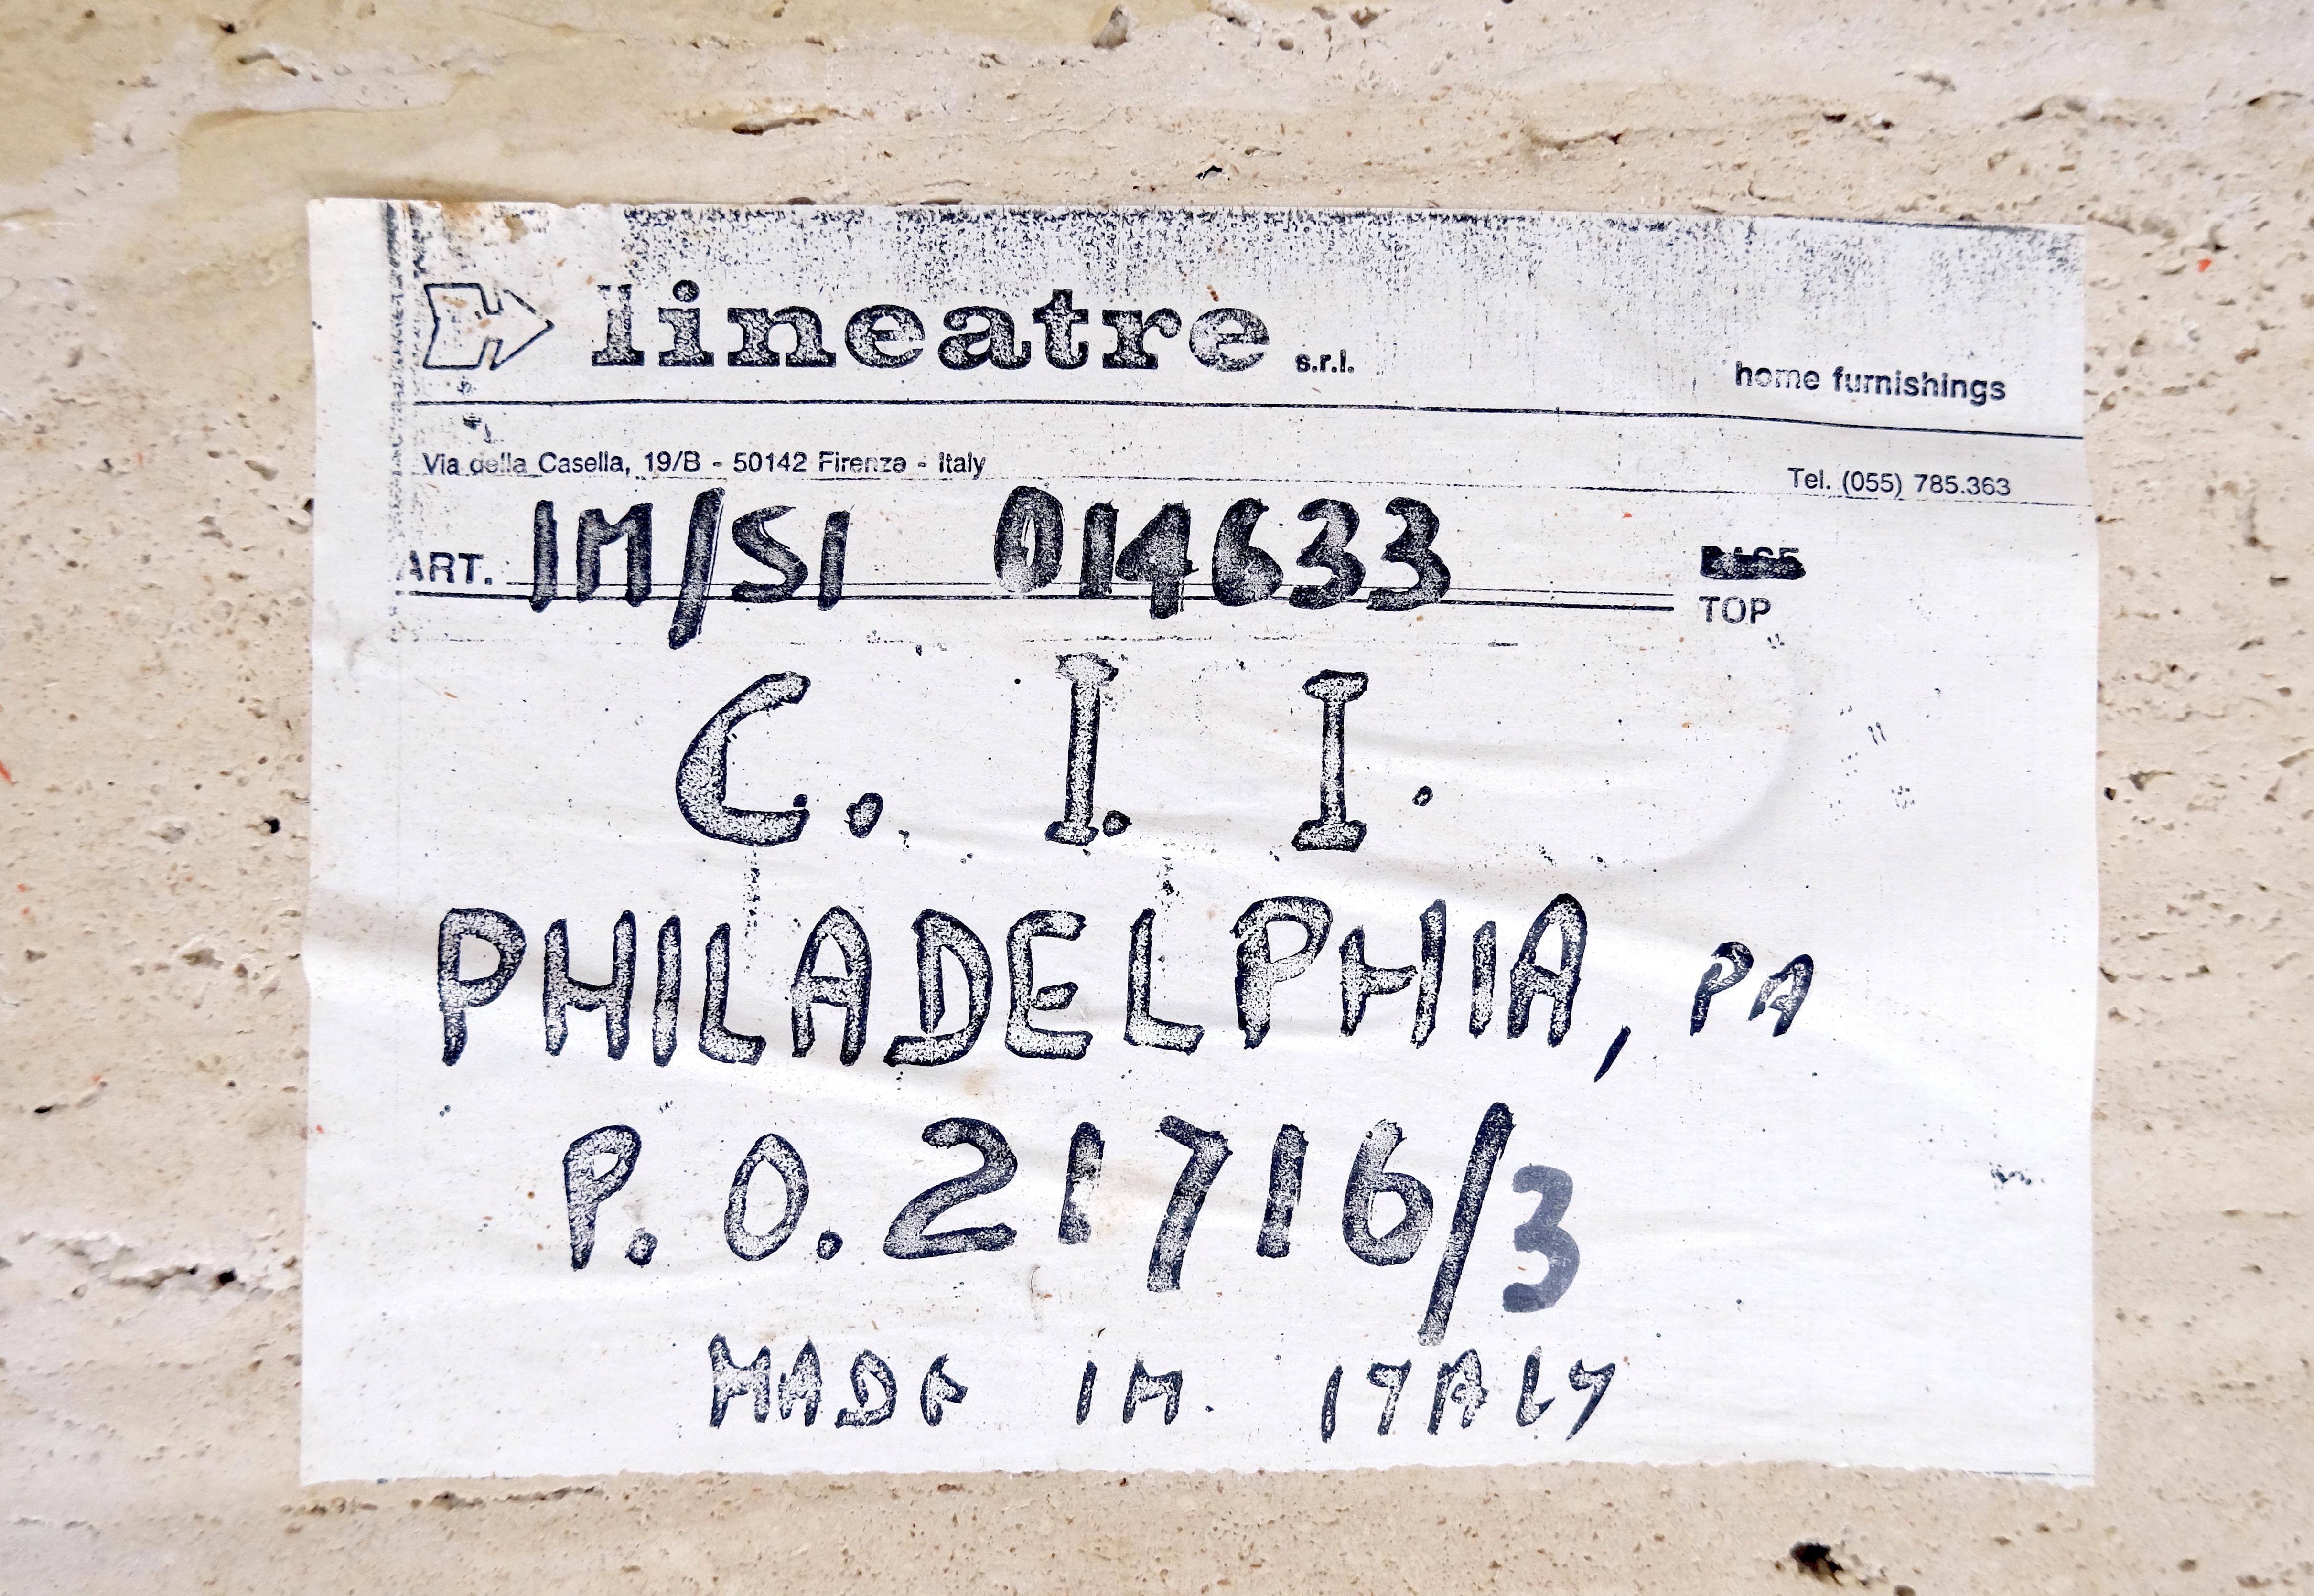 lineatre s.r.l.
home furnishings
Via della Casella, 19/B - 50142 Firenze - Italy
Tel. (055) 785.363
ART. IM/SI 014633
BASE
TOP
C. I. I.
PHILADELPHIA, PA
P.O. 21716/3
MADE IN ITALY